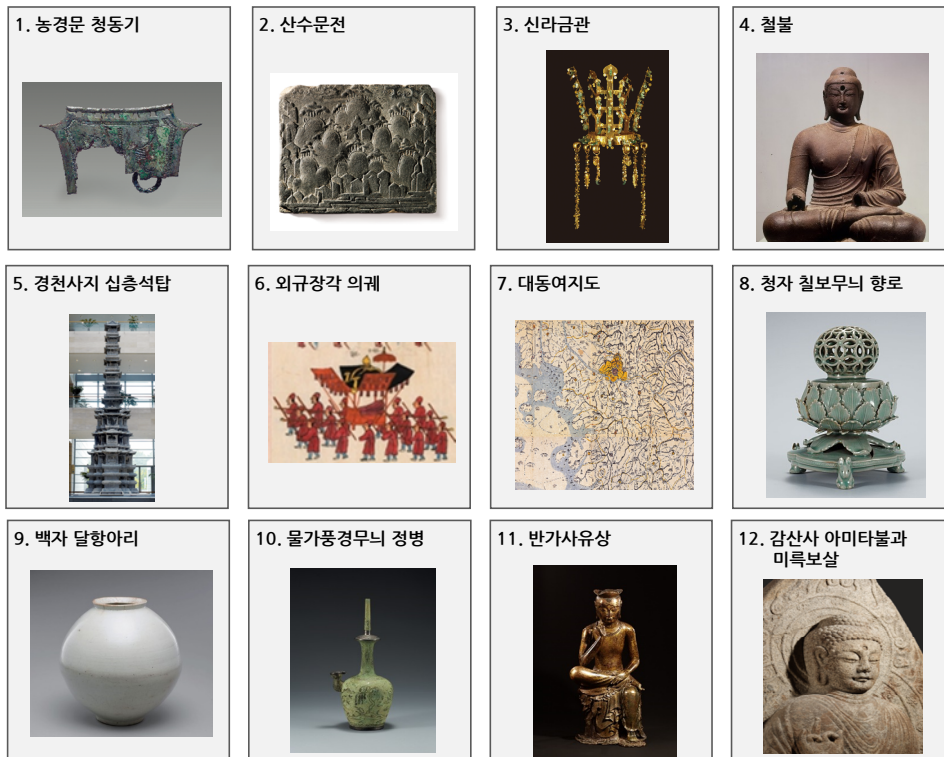 1. 농경문 청동기
2. 산수문전
3. 신라금관
4. 철불
5. 경천사지 십층석탑
6. 외규장각 의궤
7. 대동여지도
8. 청자 칠보무늬 향로
9. 백자 달항아리
10. 물가풍경무늬 정병
11. 반가사유상
12. 감산사 아미타불과
미륵보살